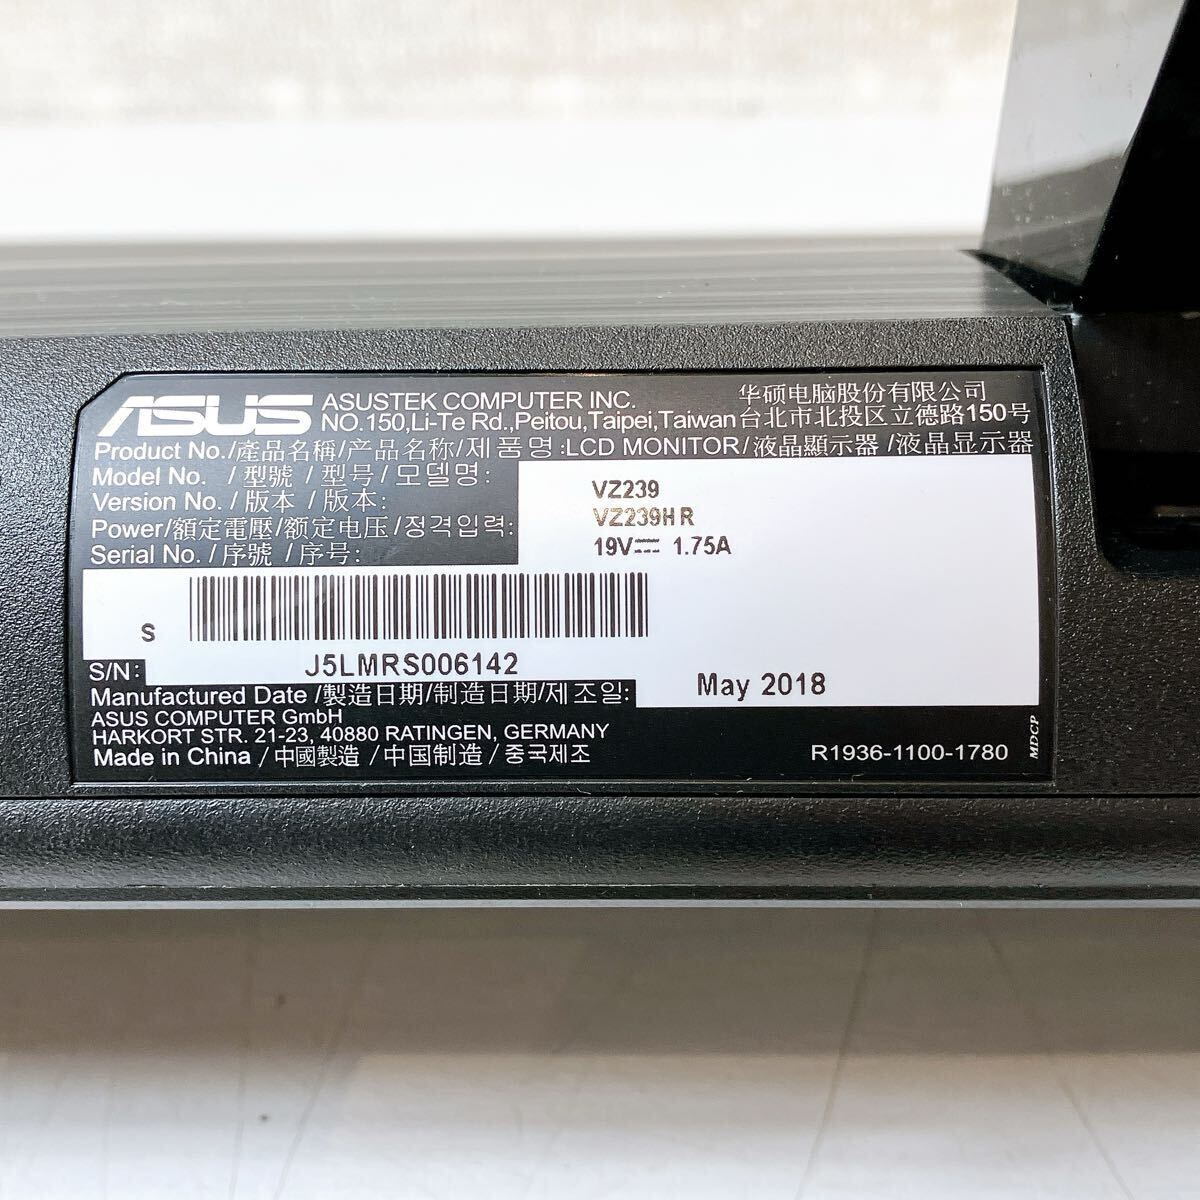 ASUS
ASUSTEK COMPUTER INC. 华硕电脑股份有限公司
NO.150,Li-Te Rd.,Peitou,Taipei,Taiwan 台北市北投区立德路150号
Product No./產品名稱/产品名称/제품명:LCD MONITOR/液晶顯示器 /液晶显示器
Model No. /型號/型号/모델명: VZ239
Version No./版本 /版本: VZ239HR
Power/額定電壓/额定电压/정격입력: 19V⎓ 1.75A
Serial No. /序號 /序号:
S
S/N: J5LMRS006142
Manufactured Date /製造日期/制造日期/제조일: May 2018
ASUS COMPUTER GmbH
HARKORT STR. 21-23, 40880 RATINGEN, GERMANY
Made in China /中國製造 /中国制造 /중국제조 R1936-1100-1780
MDCP